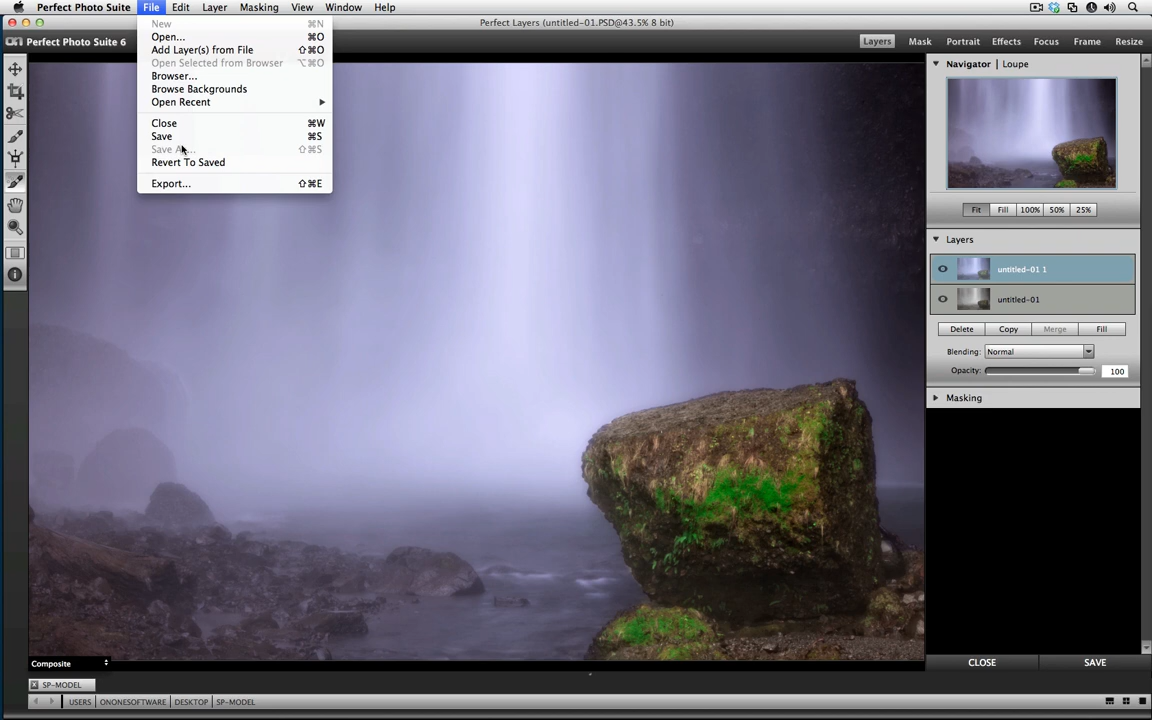 Perfect Photo Suite 6 File Edit Layer Masking View Window Help
Perfect Layers (untitled-01.PSD@43.5% 8 bit)
Perfect Photo Suite 6
Layers Mask Portrait Effects Focus Frame Resize
New ⌘N
Open... ⌘O
Add Layer(s) from File ⇧⌘O
Open Selected from Browser ⌥⌘O
Browser...
Browse Backgrounds
Open Recent
Close ⌘W
Save ⌘S
Save A... ⇧⌘S
Revert To Saved
Export... ⇧⌘E
Navigator | Loupe
Fit Fill 100% 50% 25%
Layers
untitled-01 1
untitled-01
Delete Copy Merge Fill
Blending: Normal
Opacity: 100
Masking
Composite
CLOSE SAVE
SP-MODEL
USERS ONONESOFTWARE DESKTOP SP-MODEL